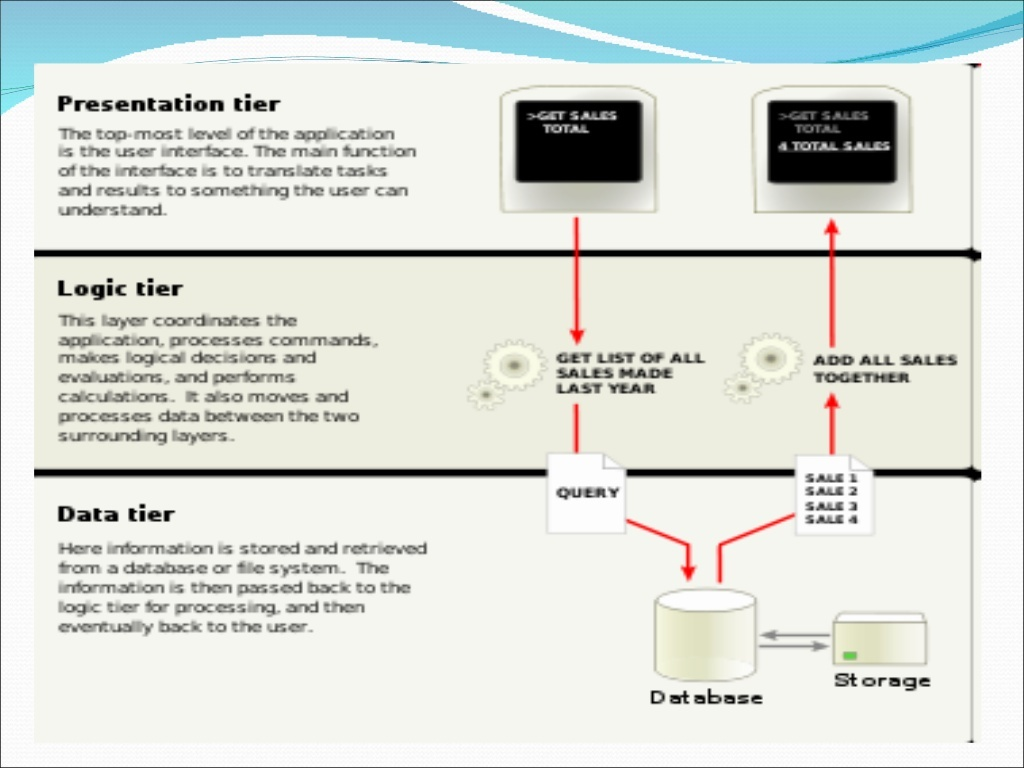 Presentation tier
The top-most level of the application
is the user interface. The main function
of the interface is to translate tasks
and results to something the user can
understand.
>GET SALES
TOTAL
>GET SALES
TOTAL
4 TOTAL SALES
Logic tier
This layer coordinates the
application, processes commands,
makes logical decisions and
evaluations, and performs
calculations. It also moves and
processes data between the two
surrounding layers.
GET LIST OF ALL
SALES MADE
LAST YEAR
ADD ALL SALES
TOGETHER
QUERY
SALE 1
SALE 2
SALE 3
SALE 4
Data tier
Here information is stored and retrieved
from a database or file system. The
information is then passed back to the
logic tier for processing, and then
eventually back to the user.
Database
Storage